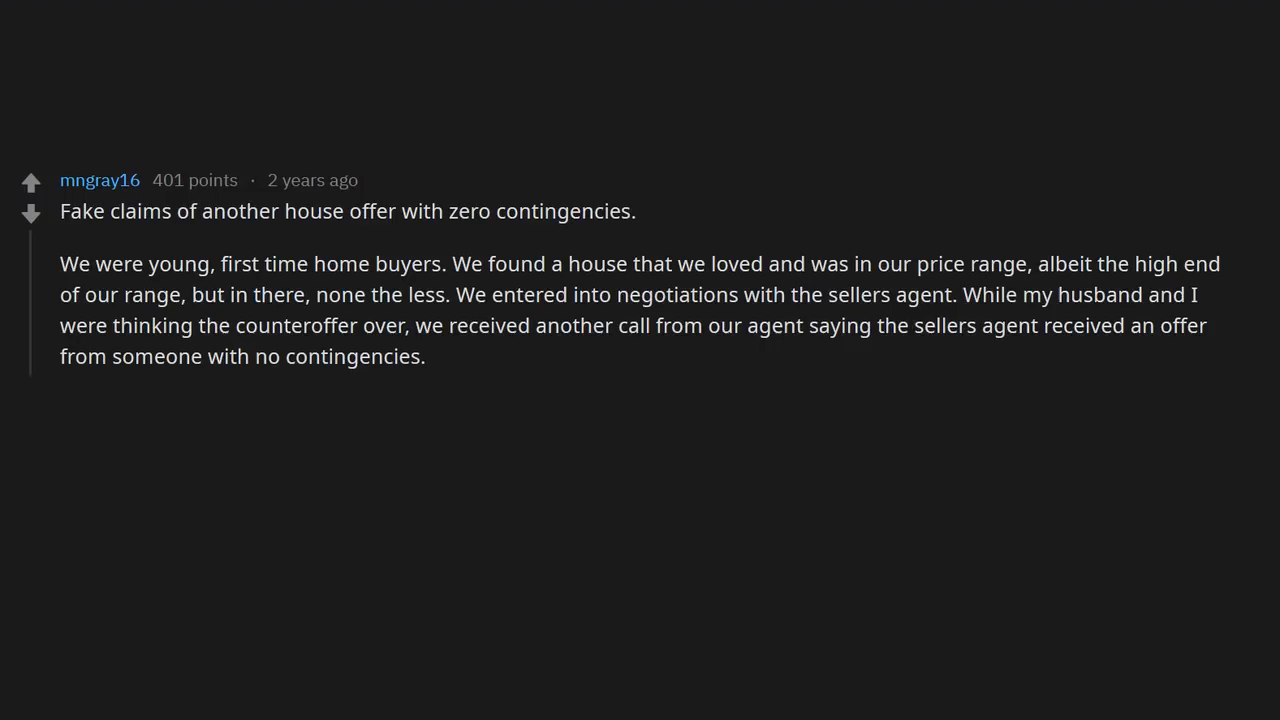 mngray16 401 points · 2 years ago
Fake claims of another house offer with zero contingencies.
We were young, first time home buyers. We found a house that we loved and was in our price range, albeit the high end
of our range, but in there, none the less. We entered into negotiations with the sellers agent. While my husband and I
were thinking the counteroffer over, we received another call from our agent saying the sellers agent received an offer
from someone with no contingencies.